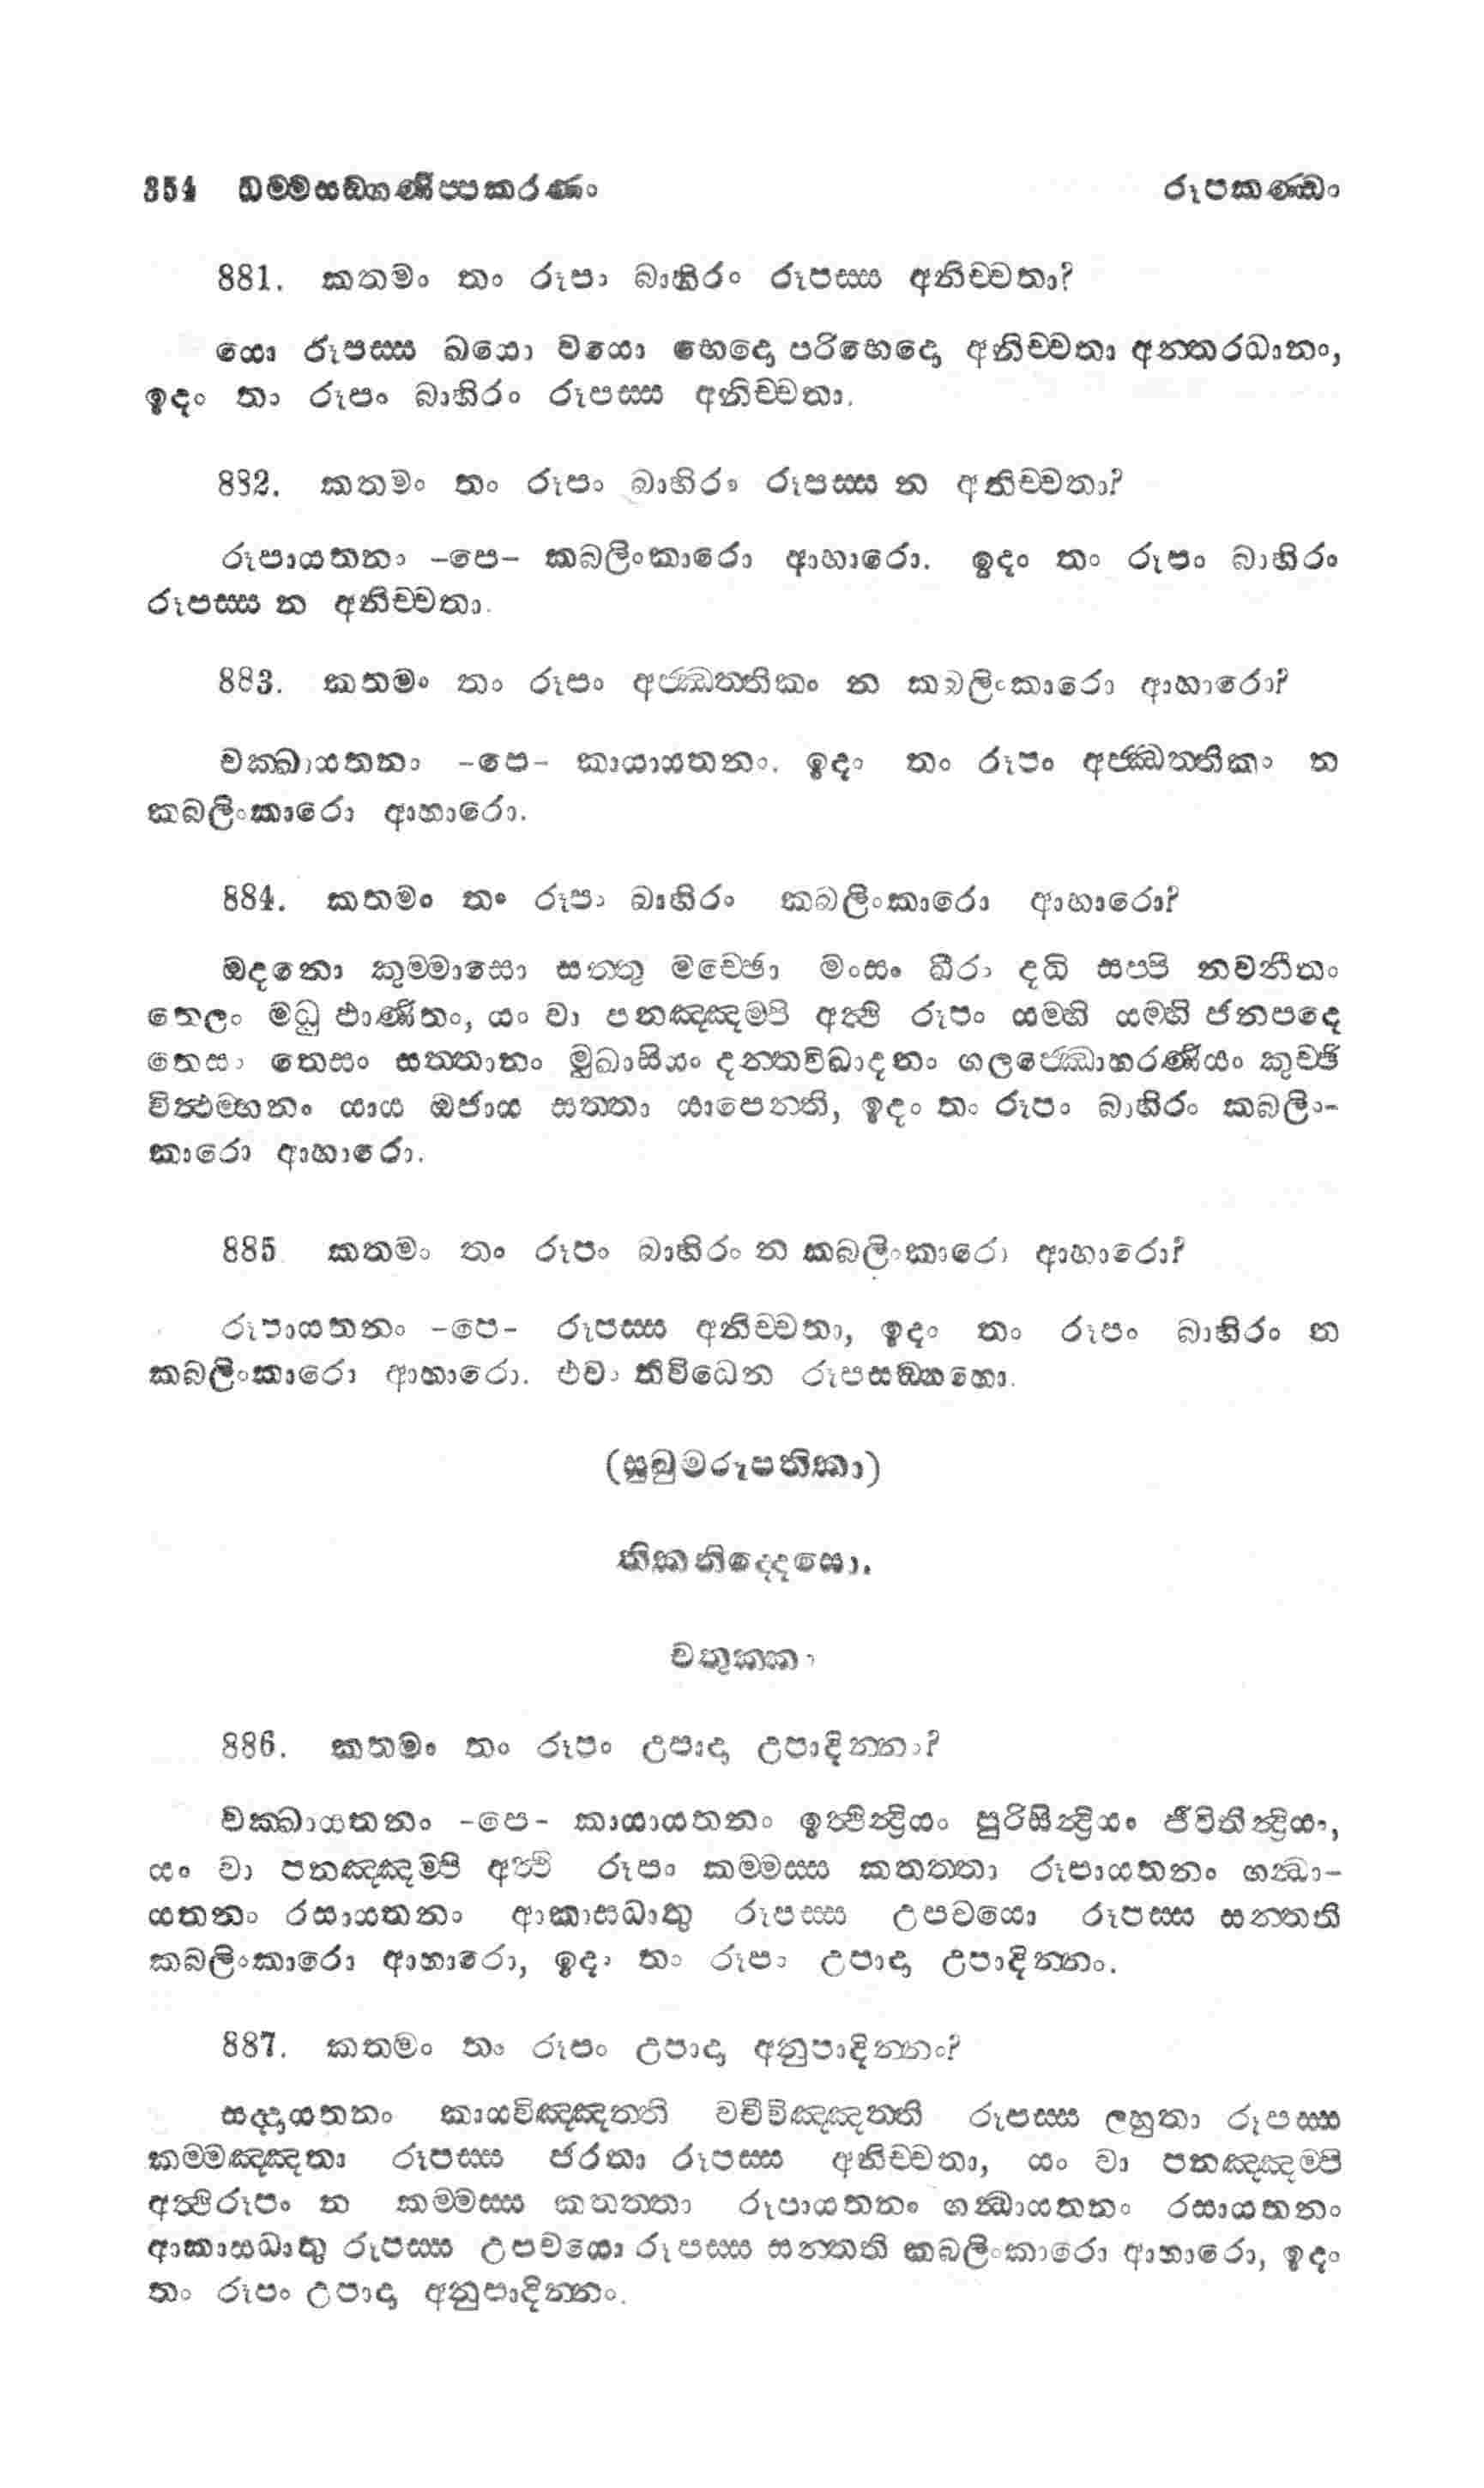 354 ධම්මසඞ්ගණිප්පකරණං රූපකණ්ඩං
881. කතමං තං රූපං බාහිරං රූපස්ස අනිච්චතා?
යො රූපස්ස ඛයො වයො භෙදො පරිභෙදො අනිච්චතා අන්තරධානං,
ඉදං තං රූපං බාහිරං රූපස්ස අනිච්චතා.
882. කතමං තං රූපං බාහිරං රූපස්ස න අනිච්චතා?
රූපායතනං -පෙ- කබලිංකාරො ආහාරො. ඉදං තං රූපං බාහිරං
රූපස්ස න අනිච්චතා.
883. කතමං තං රූපං අජ්ඣත්තිකං න කබලිංකාරො ආහාරො?
චක්ඛායතනං -පෙ- කායායතනං. ඉදං තං රූපං අජ්ඣත්තිකං න
කබලිංකාරො ආහාරො.
884. කතමං තං රූපං බාහිරං කබලිංකාරො ආහාරො?
ඔදනො කුම්මාසො සත්තු මච්ඡො මංසං ඛීරං දධි සප්පි නවනීතං
තෙලං මධු ඵාණිතං, යං වා පනඤ්ඤම්පි අත්ථි රූපං යම්හි යම්හි ජනපදෙ
තෙසං තෙසං සත්තානං මුඛාසියං දන්තවිඛාදනං ගලජ්ඣොහරණීයං කුච්ඡි
විත්ථම්භනං යාය ඔජාය සත්තා යාපෙන්ති, ඉදං තං රූපං බාහිරං කබලිං-
කාරො ආහාරො.
885 කතමං තං රූපං බාහිරං න කබලිංකාරො ආහාරො?
රූපායතනං -පෙ- රූපස්ස අනිච්චතා, ඉදං තං රූපං බාහිරං න
කබලිංකාරො ආහාරො. එවං තිවිධෙන රූපසඞ්ගහො.
(සුඛුමරූපතිකා)
තිකනිද්දෙසො.
චතුක්කං
886. කතමං තං රූපං උපාදා උපාදින්නං?
චක්ඛායතනං -පෙ- කායායතනං ඉත්ථින්ද්‍රියං පුරිසින්ද්‍රියං ජීවිතින්ද්‍රියං,
යං වා පනඤ්ඤම්පි අත්ථි රූපං කම්මස්ස කතත්තා රූපායතනං ගන්ධා-
යතනං රසායතනං ආකාසධාතු රූපස්ස උපචයො රූපස්ස සන්තති
කබලිංකාරො ආහාරො, ඉදං තං රූපං උපාදා උපාදින්නං.
887. කතමං තං රූපං උපාදා අනුපාදින්නං?
සද්දායතනං කායවිඤ්ඤත්ති වචීවිඤ්ඤත්ති රූපස්ස ලහුතා රූපස්ස
කම්මඤ්ඤතා රූපස්ස ජරතා රූපස්ස අනිච්චතා, යං වා පනඤ්ඤම්පි
අත්ථිරූපං න කම්මස්ස කතත්තා රූපායතනං ගන්ධායතනං රසායතනං
ආකාසධාතු රූපස්ස උපචයො රූපස්ස සන්තති කබලිංකාරො ආහාරො, ඉදං
තං රූපං උපාදා අනුපාදින්නං.